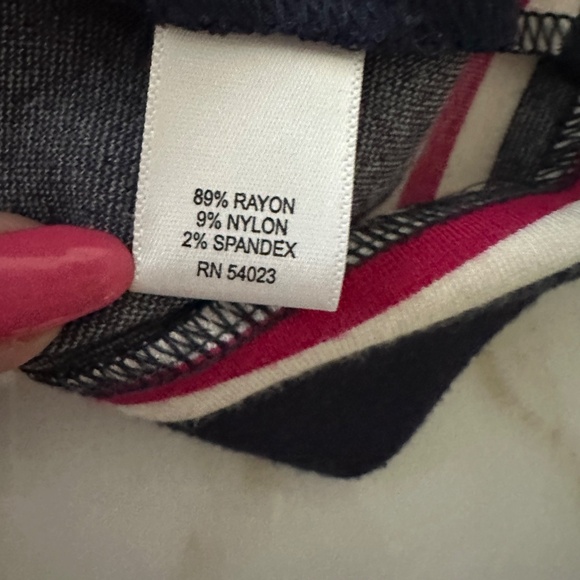 89% RAYON
9% NYLON
2% SPANDEX
RN 54023